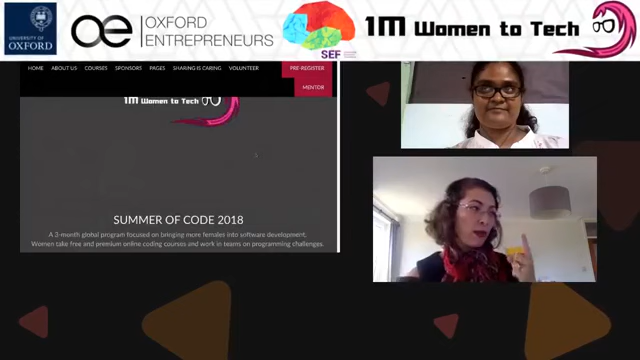 UNIVERSITY OF
OXFORD
oe
OXFORD
ENTREPRENEURS
SEF
1M Women to Tech
HOME ABOUT US COURSES SPONSORS PAGES SHARING IS CARING VOLUNTEER PRE-REGISTER
MENTOR
1M Women to Tech
SUMMER OF CODE 2018
A 3-month global program focused on bringing more females into software development.
Women take free and premium online coding courses and work in teams on programming challenges.